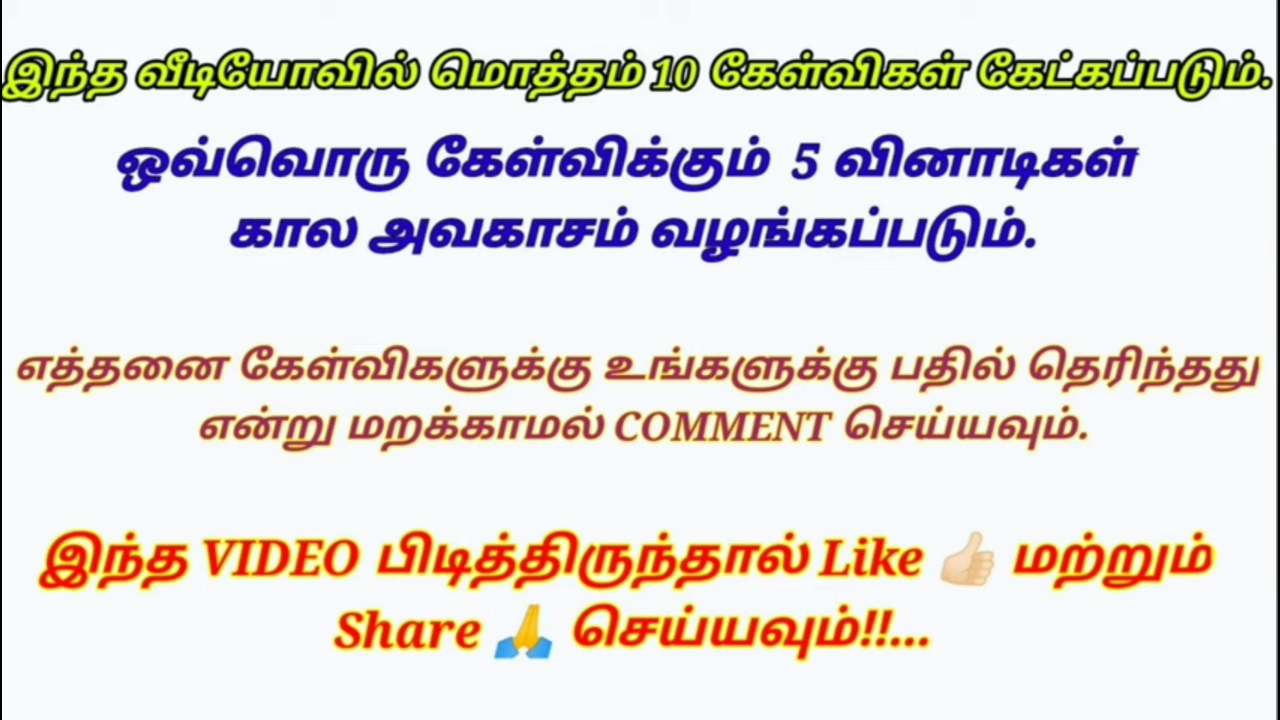 இந்த வீடியோவில் மொத்தம் 10 கேள்விகள் கேட்கப்படும்.
ஒவ்வொரு கேள்விக்கும் 5 வினாடிகள்
கால அவகாசம் வழங்கப்படும்.
எத்தனை கேள்விகளுக்கு உங்களுக்கு பதில் தெரிந்தது
என்று மறக்காமல் COMMENT செய்யவும்.
இந்த VIDEO பிடித்திருந்தால் Like 👍🏻 மற்றும்
Share 🙏 செய்யவும்!!...